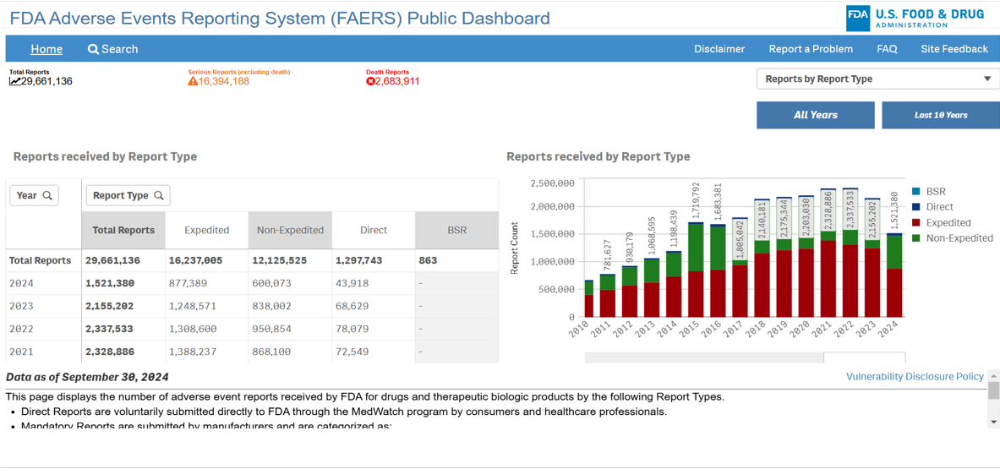 FDA Adverse Events Reporting System (FAERS) Public Dashboard
FDA U.S. FOOD & DRUG
ADMINISTRATION
Home Search Disclaimer Report a Problem FAQ Site Feedback
Total Reports Serious Reports (excluding death) Death Reports
29,661,136 16,394,188 2,683,911
Reports by Report Type
All Years Last 10 Years
Reports received by Report Type
Year Report Type
Total Reports Expedited Non-Expedited Direct BSR
Total Reports 29,661,136 16,237,005 12,125,525 1,297,743 863
2024 1,521,380 877,389 600,073 43,918 -
2023 2,155,202 1,248,571 838,002 68,629 -
2022 2,337,533 1,308,600 950,854 78,079 -
2021 2,328,886 1,388,237 868,100 72,549 -
Reports received by Report Type
Report Count
2,500,000
2,000,000
1,500,000
1,000,000
500,000
0
781,627
930,179
1,068,595
1,198,439
1,719,792
1,683,381
1,805,042
2,140,181
2,175,344
2,203,030
2,328,886
2,337,533
2,155,202
1,521,380
2010 2011 2012 2013 2014 2015 2016 2017 2018 2019 2020 2021 2022 2023 2024
BSR
Direct
Expedited
Non-Expedited
Data as of September 30, 2024
Vulnerability Disclosure Policy
This page displays the number of adverse event reports received by FDA for drugs and therapeutic biologic products by the following Report Types.
• Direct Reports are voluntarily submitted directly to FDA through the MedWatch program by consumers and healthcare professionals.
• Mandatory Reports are submitted by manufacturers and are categorized as: